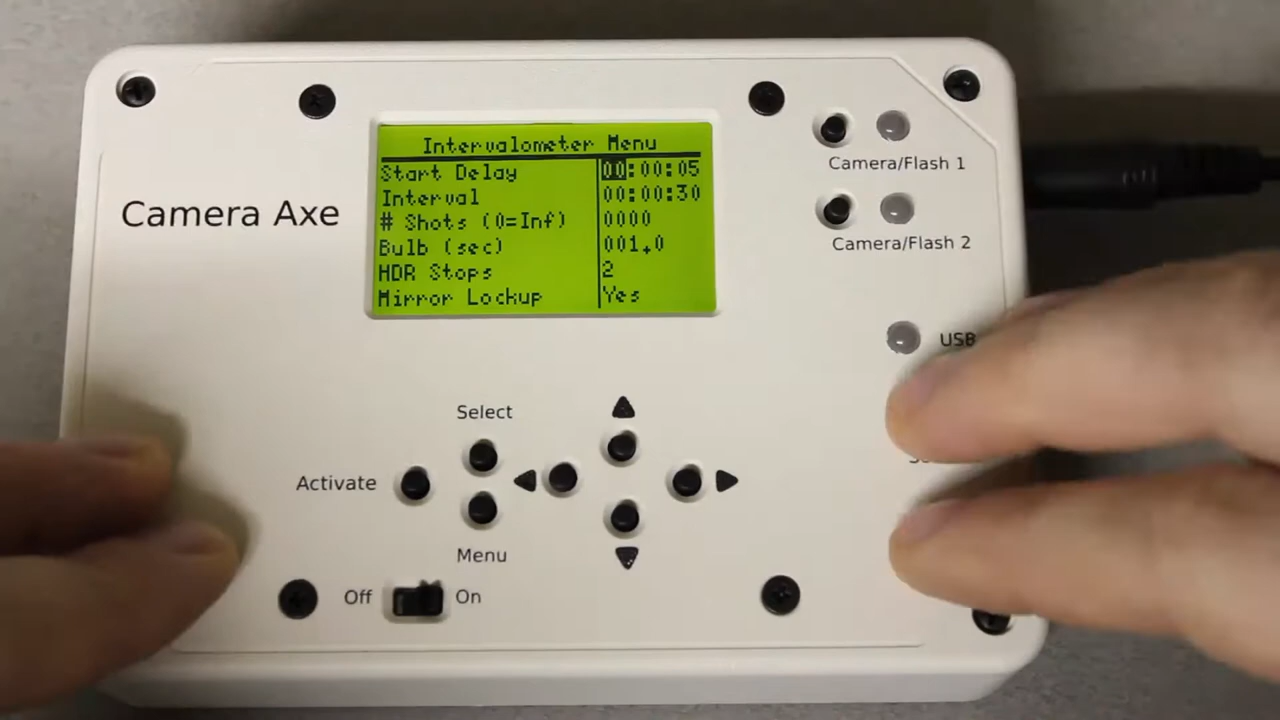 Intervalometer Menu
Start Delay 00:00:05
Interval 00:00:30
# Shots (0=Inf) 0000
Bulb (sec) 001.0
HDR Stops 2
Mirror Lockup Yes
Camera Axe
Camera/Flash 1
Camera/Flash 2
USB
Select
Activate
Menu
Off On